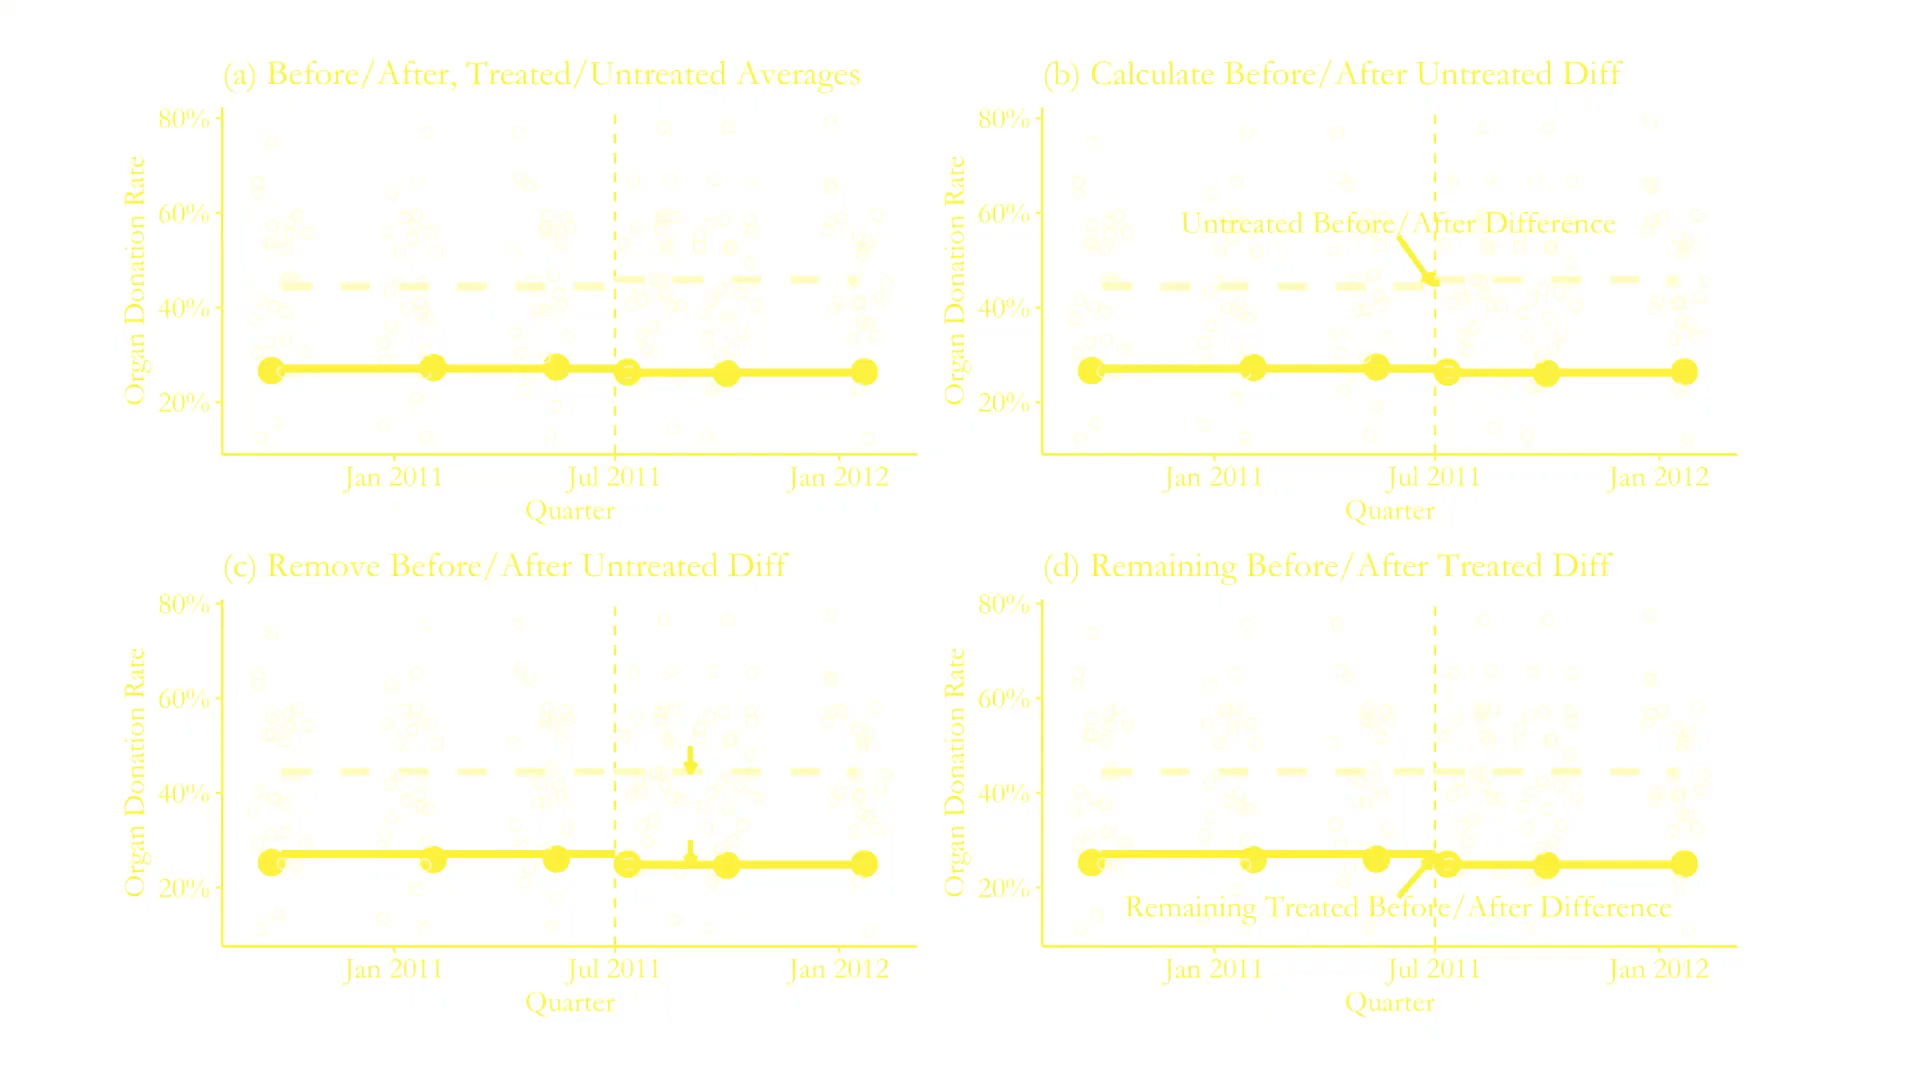 (a) Before/After, Treated/Untreated Averages
80%
60%
40%
20%
Organ Donation Rate
Jan 2011
Jul 2011
Jan 2012
Quarter
(b) Calculate Before/After Untreated Diff
80%
60%
40%
20%
Organ Donation Rate
Untreated Before/After Difference
Jan 2011
Jul 2011
Jan 2012
Quarter
(c) Remove Before/After Untreated Diff
80%
60%
40%
20%
Organ Donation Rate
Jan 2011
Jul 2011
Jan 2012
Quarter
(d) Remaining Before/After Treated Diff
80%
60%
40%
20%
Organ Donation Rate
Remaining Treated Before/After Difference
Jan 2011
Jul 2011
Jan 2012
Quarter